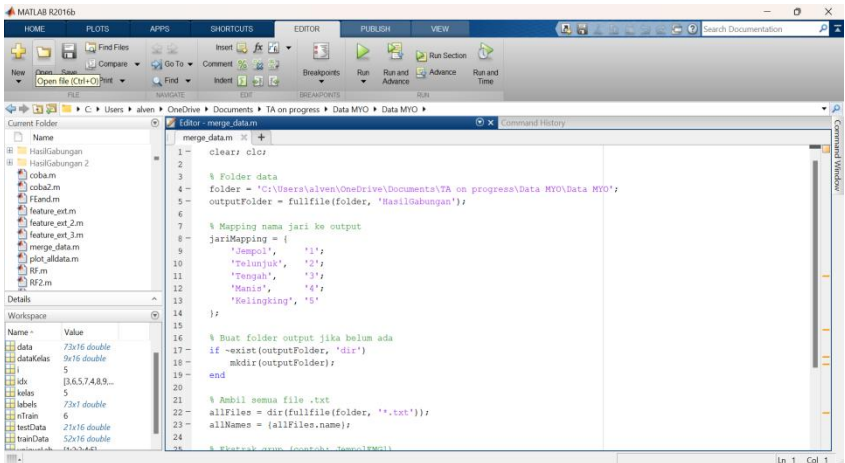 MATLAB R2016b
HOME PLOTS APPS SHORTCUTS EDITOR PUBLISH VIEW
Search Documentation
New Open Save
Find Files
Compare
Print
Go To
Find
Insert fx
Comment
Indent
Breakpoints
Run
Run and Advance
Run Section
Advance
Run and Time
Open file (Ctrl+O)
FILE NAVIGATE EDIT BREAKPOINTS RUN
C: Users alven OneDrive Documents TA on progress Data MYO Data MYO
Current Folder
Name
HasilGabungan
HasilGabungan 2
coba.m
coba2.m
FEand.m
feature_ext.m
feature_ext_2.m
feature_ext_3.m
merge_data.m
plot_alldata.m
RF.m
RF2.m
Details
Workspace
Name Value
data 73x16 double
dataKelas 9x16 double
i 5
idx [3,6,5,7,4,8,9,...
kelas 5
labels 73x1 double
nTrain 6
testData 21x16 double
trainData 52x16 double
Editor - merge_data.m
Command History
merge_data.m
1 clear; clc;
2
3 % Folder data
4 folder = 'C:\Users\alven\OneDrive\Documents\TA on progress\Data MYO\Data MYO';
5 outputFolder = fullfile(folder, 'HasilGabungan');
6
7 % Mapping nama jari ke output
8 jariMapping = {
9 'Jempol', '1';
10 'Telunjuk', '2';
11 'Tengah', '3';
12 'Manis', '4';
13 'Kelingking', '5'
14 };
15
16 % Buat folder output jika belum ada
17 if ~exist(outputFolder, 'dir')
18 mkdir(outputFolder);
19 end
20
21 % Ambil semua file .txt
22 allFiles = dir(fullfile(folder, '*.txt'));
23 allNames = {allFiles.name};
24
25 % Ekstrak grup (contoh: JempolEMG1)
Command Window
Ln 1 Col 1